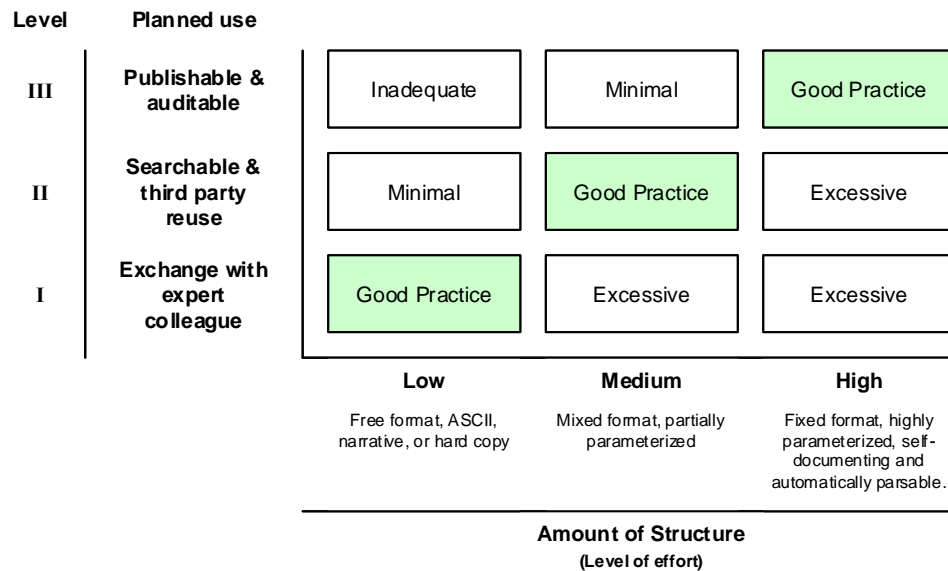 Level
Planned use
III
Publishable &
auditable
Inadequate
Minimal
Good Practice
II
Searchable &
third party
reuse
Minimal
Good Practice
Excessive
I
Exchange with
expert
colleague
Good Practice
Excessive
Excessive
Low
Medium
High
Free format, ASCII,
narrative, or hard copy
Mixed format, partially
parameterized
Fixed format, highly
parameterized, self-
documenting and
automatically parsable.
Amount of Structure
(Level of effort)